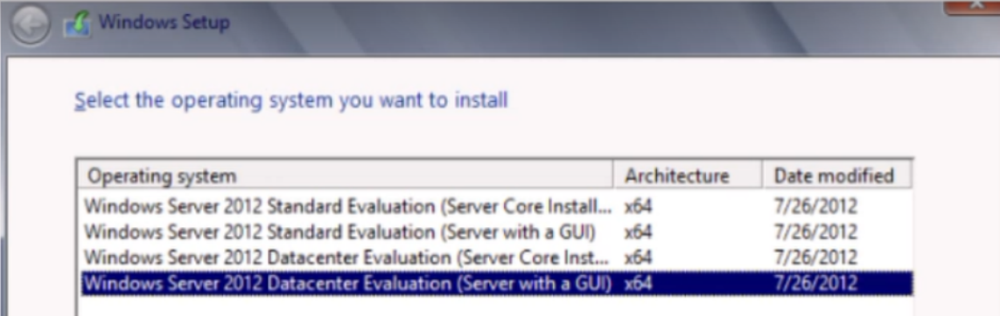 Windows Setup
Select the operating system you want to install
Operating system Architecture Date modified
Windows Server 2012 Standard Evaluation (Server Core Install... x64 7/26/2012
Windows Server 2012 Standard Evaluation (Server with a GUI) x64 7/26/2012
Windows Server 2012 Datacenter Evaluation (Server Core Inst... x64 7/26/2012
Windows Server 2012 Datacenter Evaluation (Server with a GUI) x64 7/26/2012